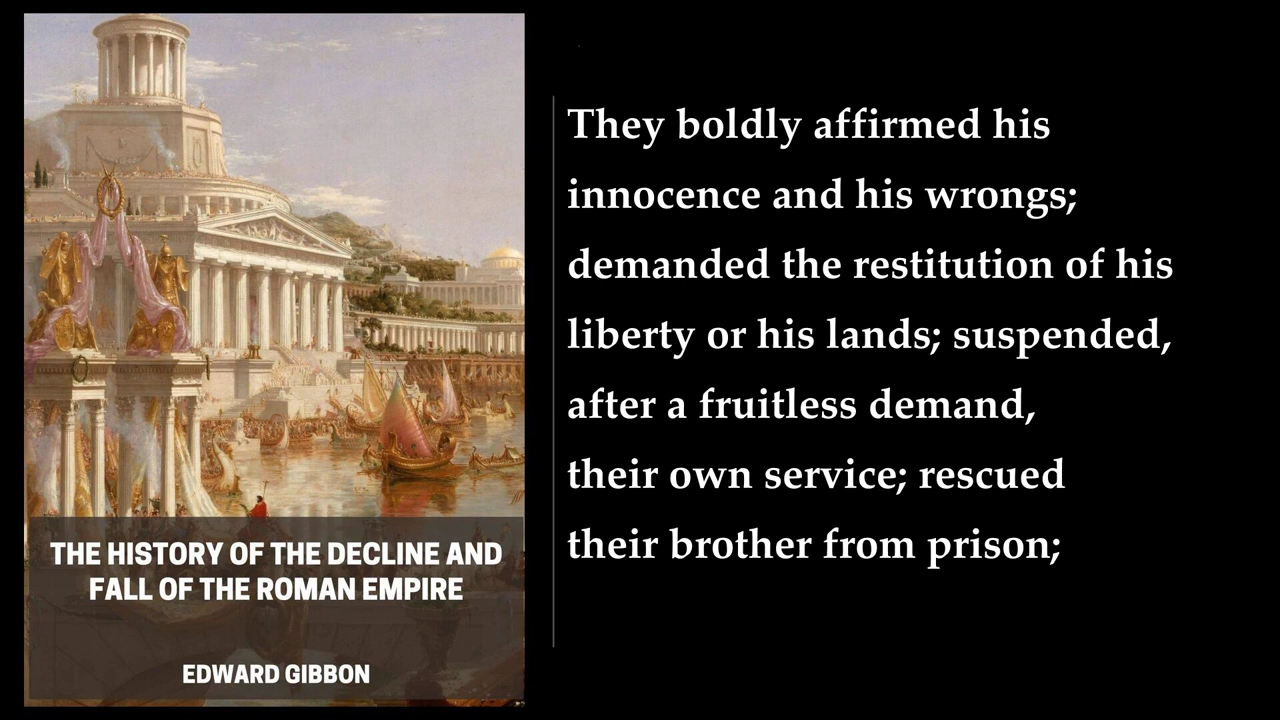 THE HISTORY OF THE DECLINE AND
FALL OF THE ROMAN EMPIRE
EDWARD GIBBON
They boldly affirmed his
innocence and his wrongs;
demanded the restitution of his
liberty or his lands; suspended,
after a fruitless demand,
their own service; rescued
their brother from prison;